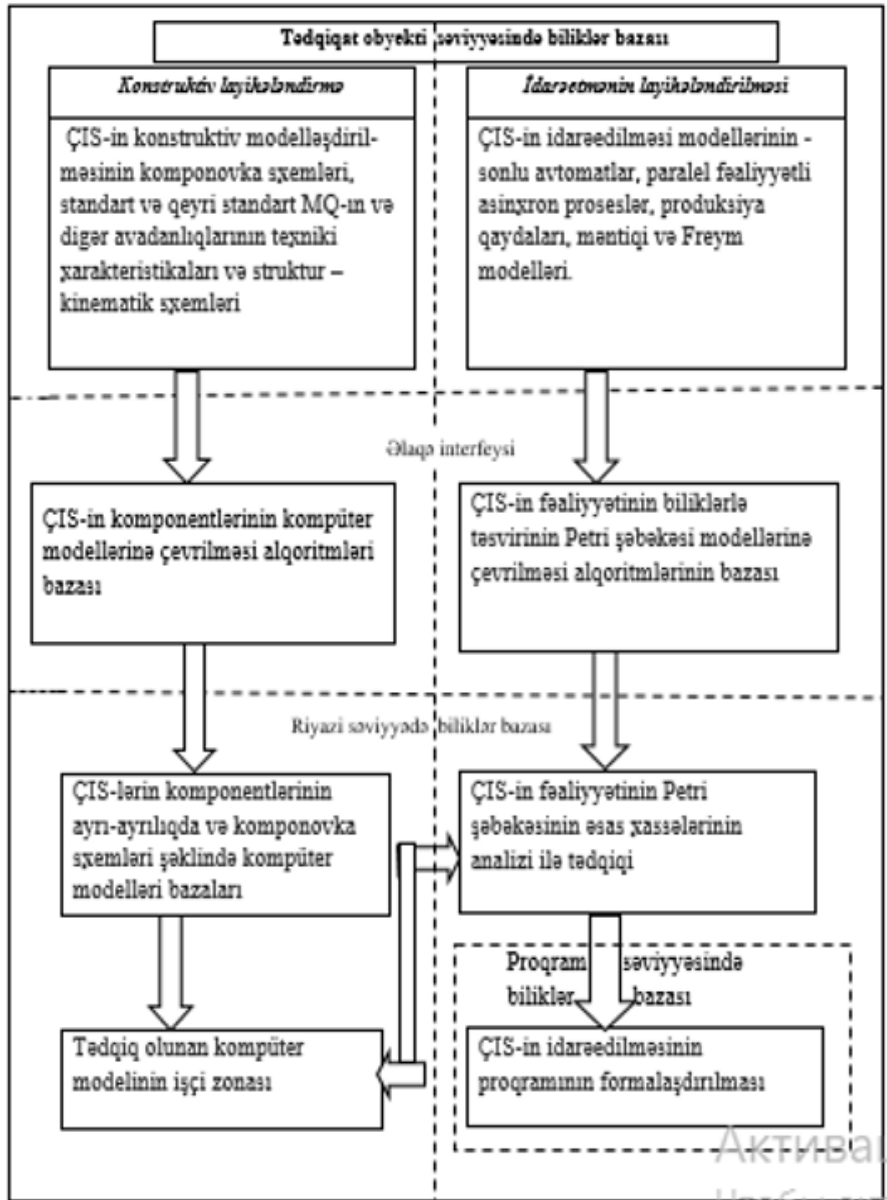 Tədqiqat obyekti səviyyəsində biliklər bazası
Konstruktiv layihələndirmə
ÇIS-in konstruktiv modelləşdiril-
məsinin komponovka sxemləri,
standart və qeyri standart MQ-ın və
digər avadanlıqlarının texniki
xarakteristikaları və struktur –
kinematik sxemləri
İdarəetmənin layihələndirilməsi
ÇIS-in idarəedilməsi modellərinin -
sonlu avtomatlar, paralel fəaliyyətli
asinxron proseslər, produksiya
qaydaları, məntiqi və Freym
modelləri.
Əlaqə interfeysi
ÇIS-in komponentlərinin kompüter
modellərinə çevrilməsi alqoritmləri
bazası
ÇIS-in fəaliyyətinin biliklərlə
təsvirinin Petri şəbəkəsi modellərinə
çevrilməsi alqoritmlərinin bazası
Riyazi səviyyədə biliklər bazası
ÇIS-lərin komponentlərinin
ayrı-ayrılıqda və komponovka
sxemləri şəklində kompüter
modelləri bazaları
ÇIS-in fəaliyyətinin Petri
şəbəkəsinin əsas xassələrinin
analizi ilə tədqiqi
Proqram səviyyəsində
biliklər bazası
Tədqiq olunan kompüter
modelinin işçi zonası
ÇIS-in idarəedilməsinin
proqramının formalaşdırılması